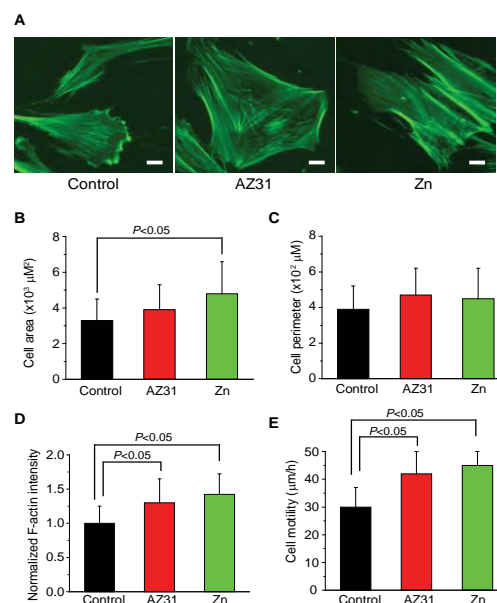 A
Control AZ31 Zn
B
P<0.05
Cell area (x10³ µM²)
8
6
4
2
0
Control AZ31 Zn
C
Cell perimeter (x10² µM)
8
6
4
2
0
Control AZ31 Zn
D
P<0.05
P<0.05
Normalized F-actin intensity
2.0
1.5
1.0
0.5
0.0
Control AZ31 Zn
E
P<0.05
P<0.05
Cell motility (µm/h)
50
40
30
20
10
0
Control AZ31 Zn